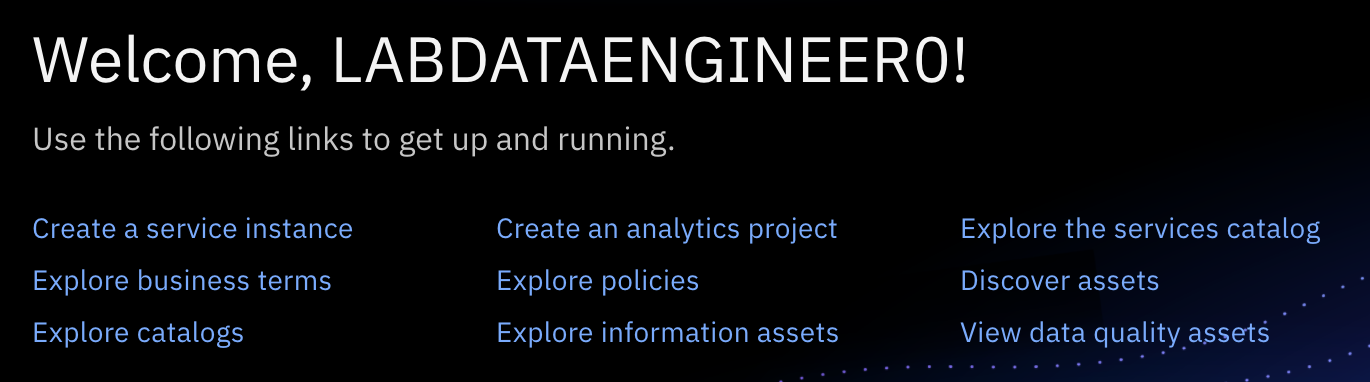 Welcome, LABDATAENGINEER0!
Use the following links to get up and running.
Create a service instance
Create an analytics project
Explore the services catalog
Explore business terms
Explore policies
Discover assets
Explore catalogs
Explore information assets
View data quality assets